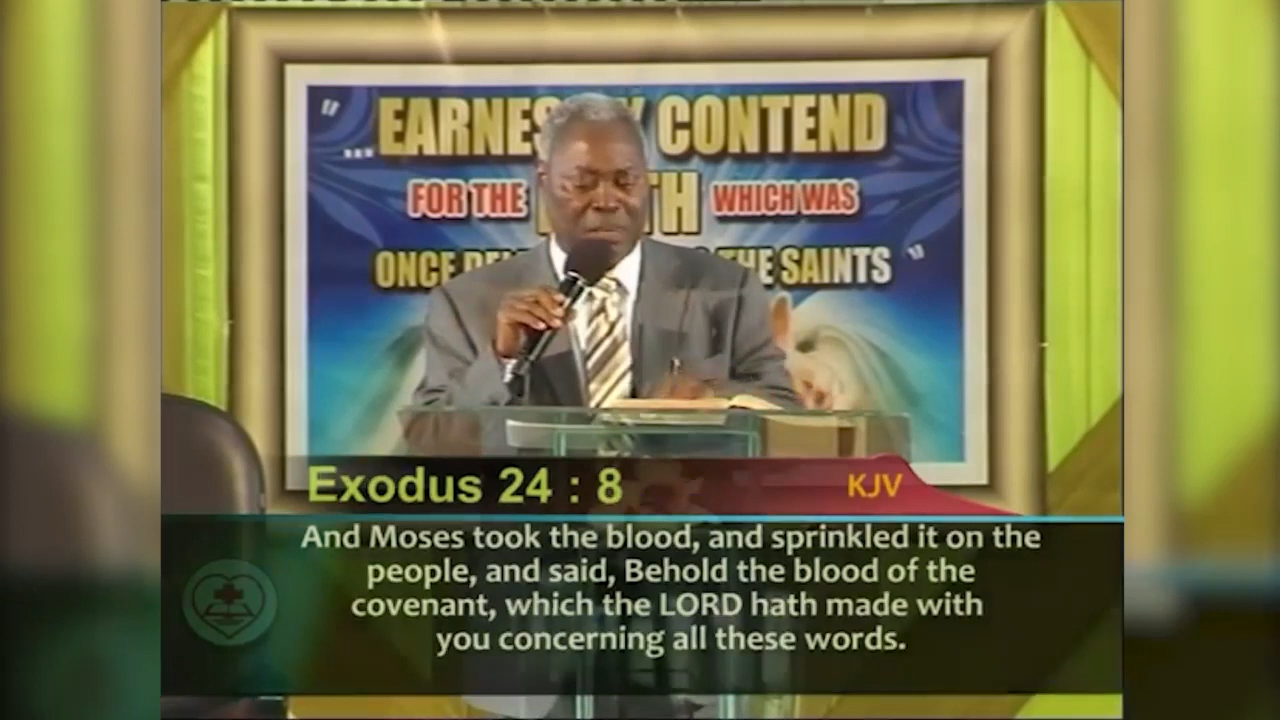 "
...EARNES CONTEND
FOR THE TH WHICH WAS
ONCE DEL THE SAINTS "
Exodus 24 : 8 KJV
And Moses took the blood, and sprinkled it on the
people, and said, Behold the blood of the
covenant, which the LORD hath made with
you concerning all these words.